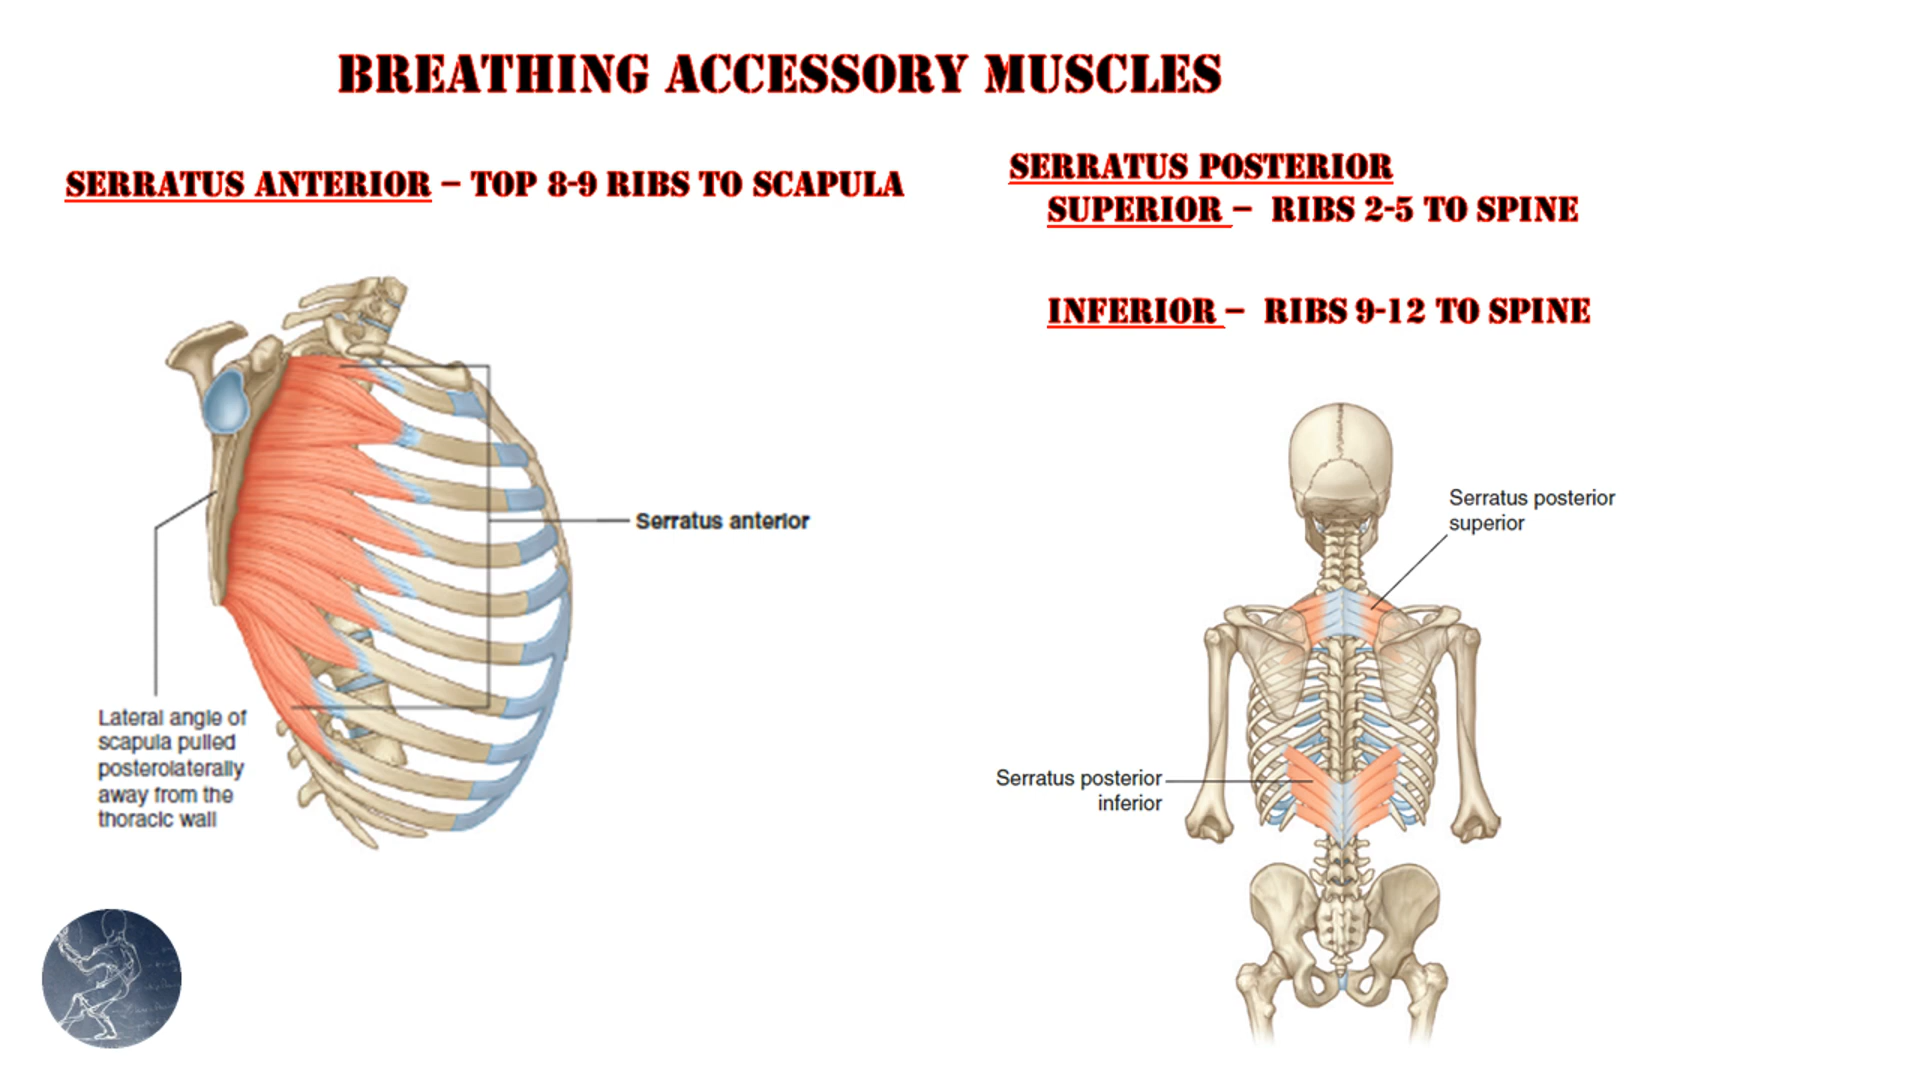 BREATHING ACCESSORY MUSCLES
SERRATUS ANTERIOR – TOP 8-9 RIBS TO SCAPULA
SERRATUS POSTERIOR
SUPERIOR – RIBS 2-5 TO SPINE
INFERIOR – RIBS 9-12 TO SPINE
Serratus anterior
Lateral angle of
scapula pulled
posterolaterally
away from the
thoracic wall
Serratus posterior
superior
Serratus posterior
inferior